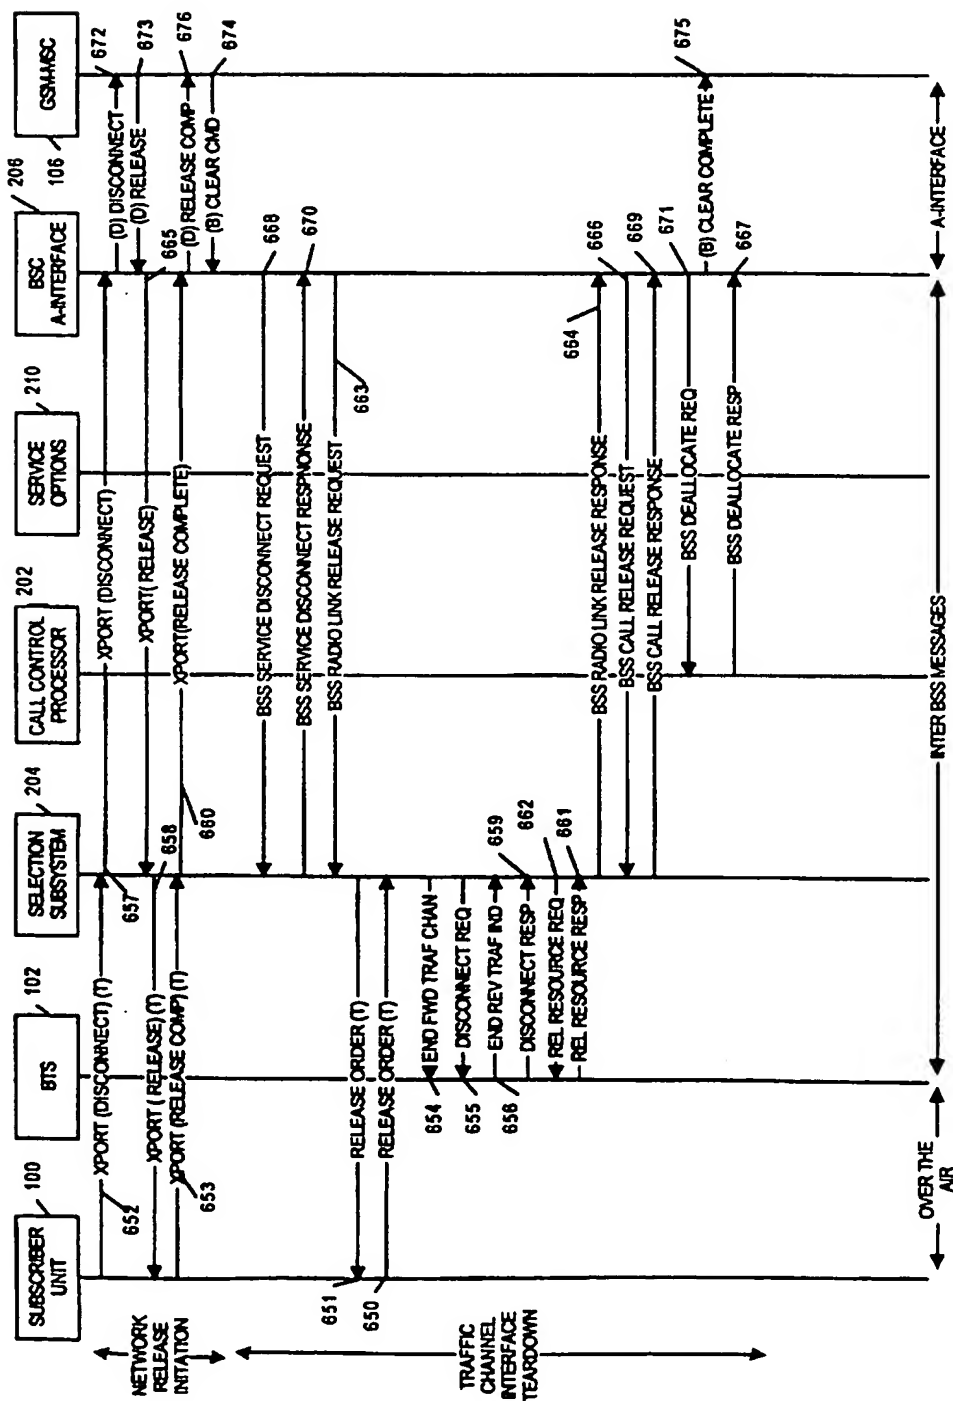 SUBSCRIBER
UNIT
100
BTS
102
SELECTION
SUBSYSTEM
204
CALL CONTROL
PROCESSOR
202
SERVICE
OPTIONS
210
BSC
A-INTERFACE
206
GSM-MSC
106
NETWORK
RELEASE
INITATION
652
XPORT (DISCONNECT) (T)
657
XPORT (DISCONNECT)
(D) DISCONNECT
672
(D) RELEASE
673
665
XPORT( RELEASE)
XPORT ( RELEASE) (T)
658
XPORT (RELEASE COMP) (T)
653
660
XPORT(RELEASE COMPLETE)
(D) RELEASE COMP
676
(B) CLEAR CMD
674
TRAFFIC
CHANNEL
INTERFACE
TEARDOWN
BSS SERVICE DISCONNECT REQUEST
668
BSS SERVICE DISCONNECT RESPNONSE
670
BSS RADIO LINK RELEASE REQUEST
663
651
RELEASE ORDER (T)
650
RELEASE ORDER (T)
654
END FWD TRAF CHAN
655
DISCONNECT REQ
656
END REV TRAF IND
DISCONNECT RESP
659
REL RESOURCE REQ
662
REL RESOURCE RESP
661
BSS RADIO LINK RELEASE RESPONSE
664
BSS CALL RELEASE REQUEST
666
BSS CALL RELEASE RESPONSE
669
BSS DEALLOCATE REQ
671
(B) CLEAR COMPLETE
675
BSS DEALLOCATE RESP
667
OVER THE
AIR
INTER BSS MESSAGES
A-INTERFACE